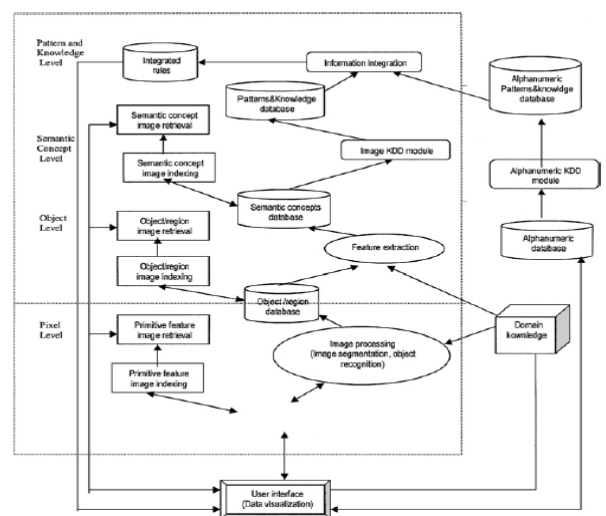 Pattern and
Knowledge
Level
Integrated
rules
Information integration
Patterns&Knowledge
database
Alphanumeric
Patterns&knowidge
database
Semantic
Concept
Level
Semantic concept
image retrieval
Image KDD module
Semantic concept
image indexing
Alphanumeric KDD
module
Semantic concepts
database
Object
Level
Object/region
image retrieval
Feature extraction
Alphanumeric
database
Object/region
image indexing
Object /region
database
Pixel
Level
Primitive feature
image retrieval
Image processing
(Image segmentation, object
recognition)
Domain
kownledge
Primitive feature
image indexing
User interface
(Data visualization)